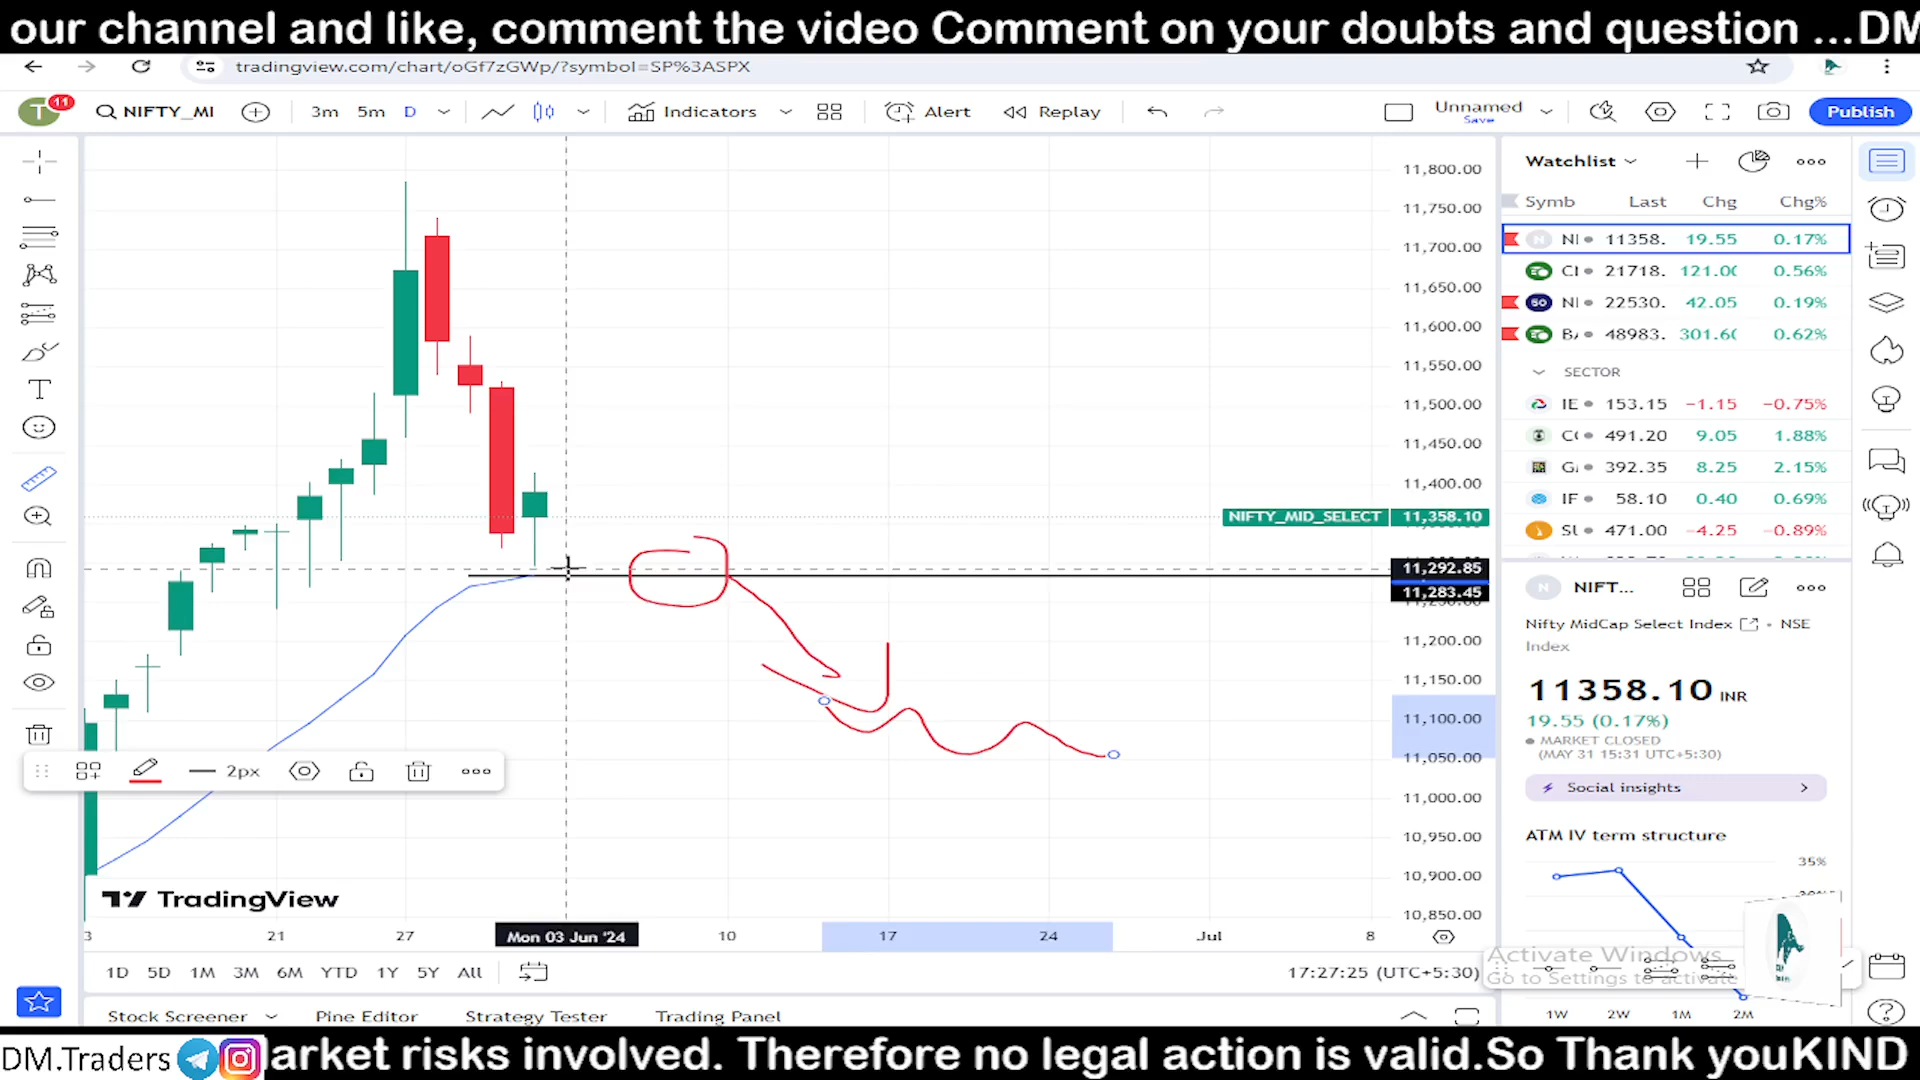 our channel and like, comment the video Comment on your doubts and question ...DM
tradingview.com/chart/oGf7zGWp/?symbol=SP%3ASPX
T 11 NIFTY_MI 3m 5m D Indicators Alert Replay Unnamed Save Publish
Watchlist
Symb Last Chg Chg%
NI 11358. 19.55 0.17%
21718. 121.00 0.56%
50 NI 22530. 42.05 0.19%
48983. 301.60 0.62%
SECTOR
IE 153.15 −1.15 −0.75%
491.20 9.05 1.88%
392.35 8.25 2.15%
IF 58.10 0.40 0.69%
471.00 −4.25 −0.89%
11,800.00
11,750.00
11,700.00
11,650.00
11,600.00
11,550.00
11,500.00
11,450.00
11,400.00
NIFTY_MID_SELECT 11,358.10
11,292.85
11,283.45
11,200.00
11,150.00
11,100.00
11,050.00
11,000.00
10,950.00
10,900.00
10,850.00
2px
TradingView
3 21 27 Mon 03 Jun '24 10 17 24 Jul 8
1D 5D 1M 3M 6M YTD 1Y 5Y All 17:27:25 (UTC+5:30)
Stock Screener Pine Editor Strategy Tester Trading Panel
N NIFT...
Nifty MidCap Select Index • NSE
Index
11358.10 INR
19.55 (0.17%)
MARKET CLOSED
(MAY 31 15:31 UTC+5:30)
Social insights
ATM IV term structure
35%
Activate Windows
Go to Settings to activate
1W 2W 1M 2M
DM.Traders arket risks involved. Therefore no legal action is valid.So Thank youKIND